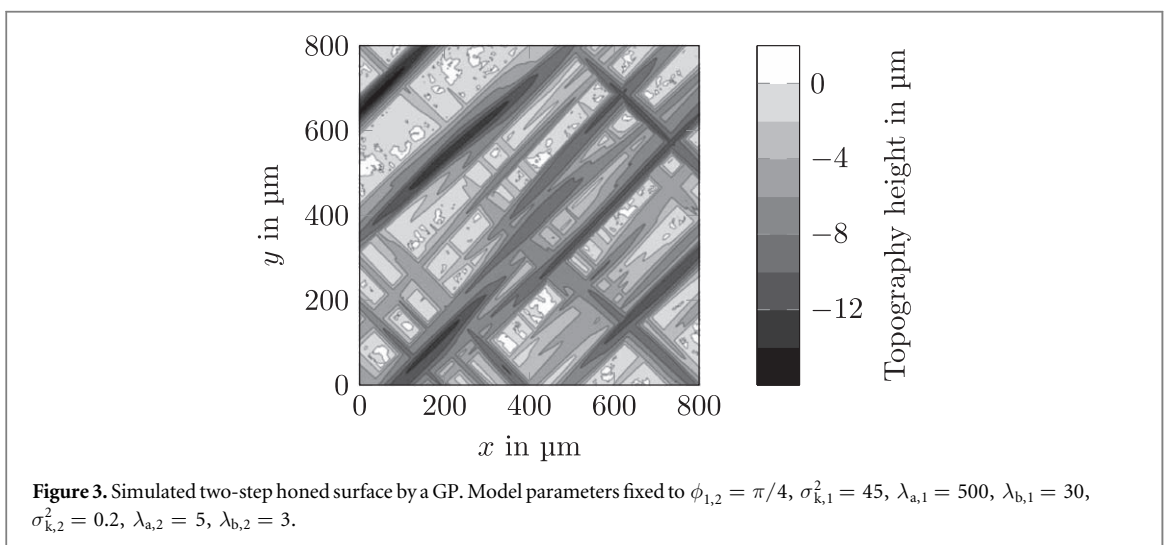 800
600
400
200
0
y in µm
0 200 400 600 800
x in µm
0
−4
−8
−12
Topography height in µm
Figure 3. Simulated two-step honed surface by a GP. Model parameters fixed to ϕ1,2 = π/4, σ²k,1 = 45, λa,1 = 500, λb,1 = 30,
σ²k,2 = 0.2, λa,2 = 5, λb,2 = 3.